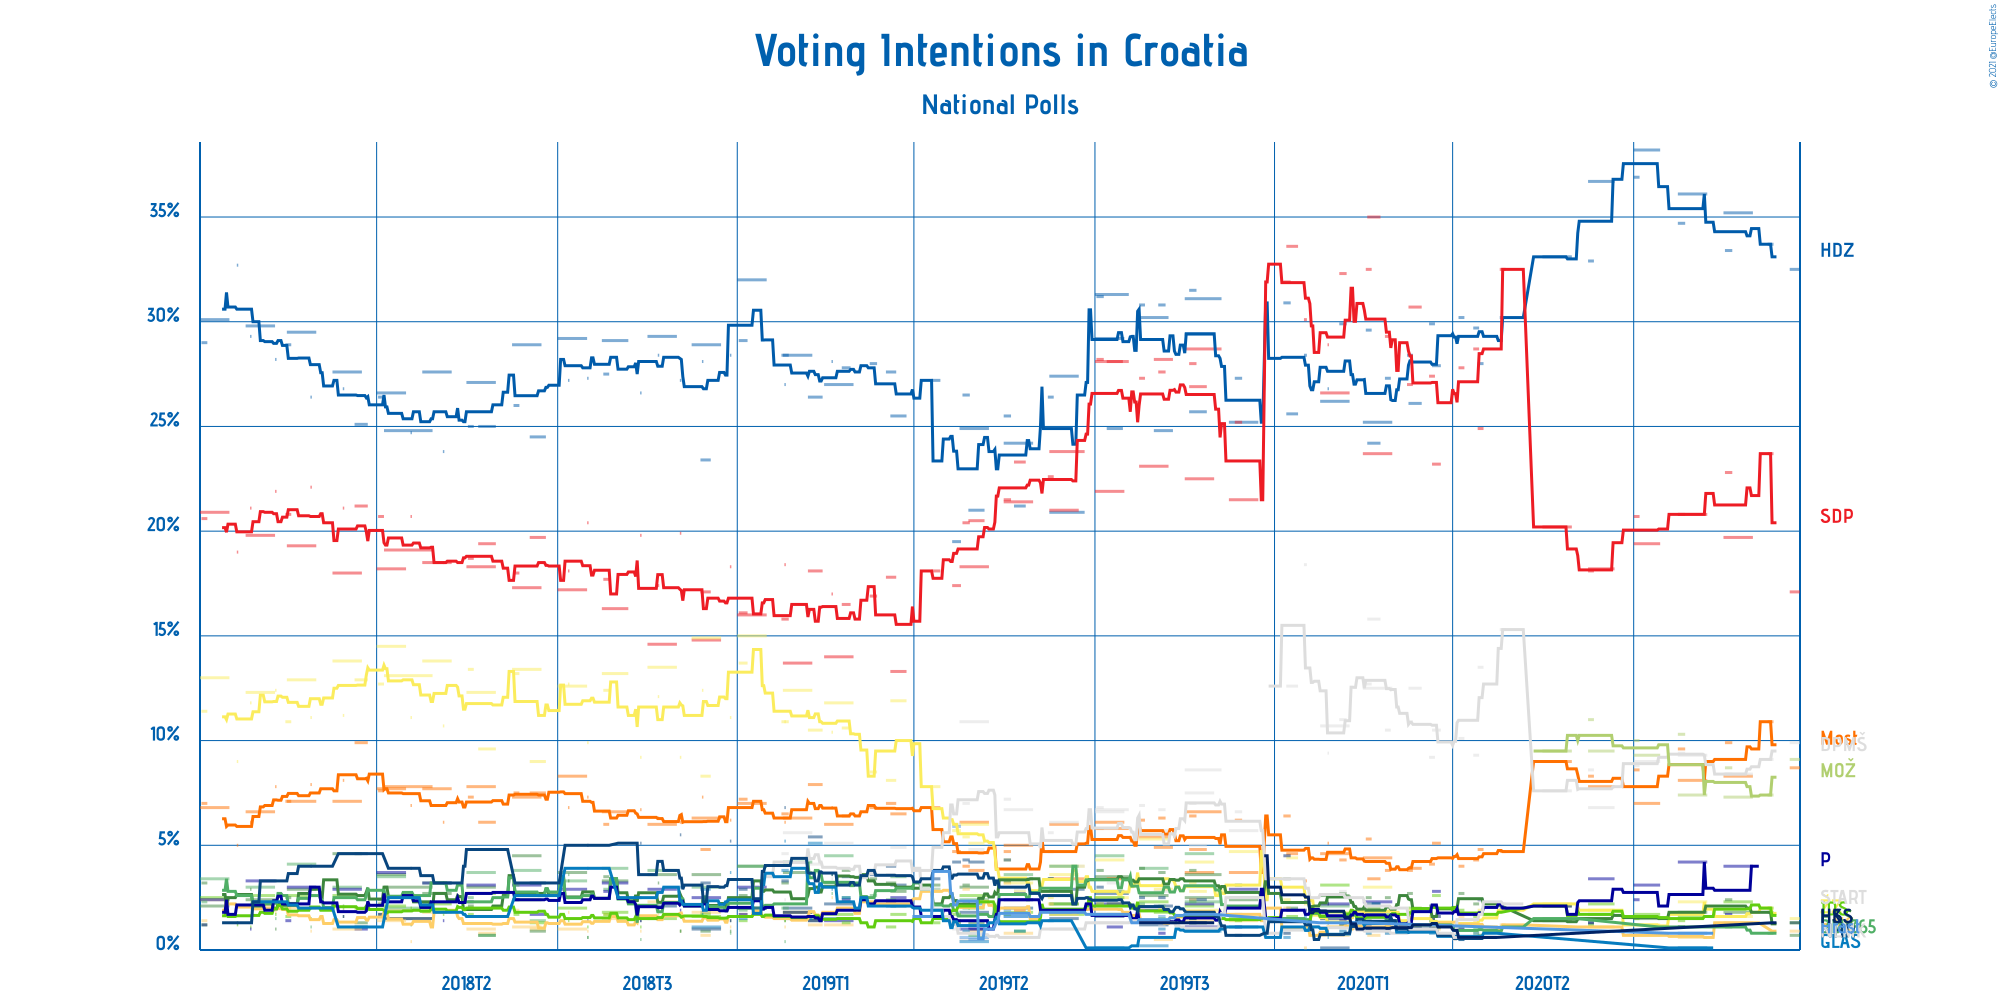 © 2021 @EuropeElects
Voting Intentions in Croatia
National Polls
35%
30%
25%
20%
15%
10%
5%
0%
HDZ
SDP
Most
DPMŠ
MOŽ
P
START
HSS
GLAS
2018T2
2018T3
2019T1
2019T2
2019T3
2020T1
2020T2